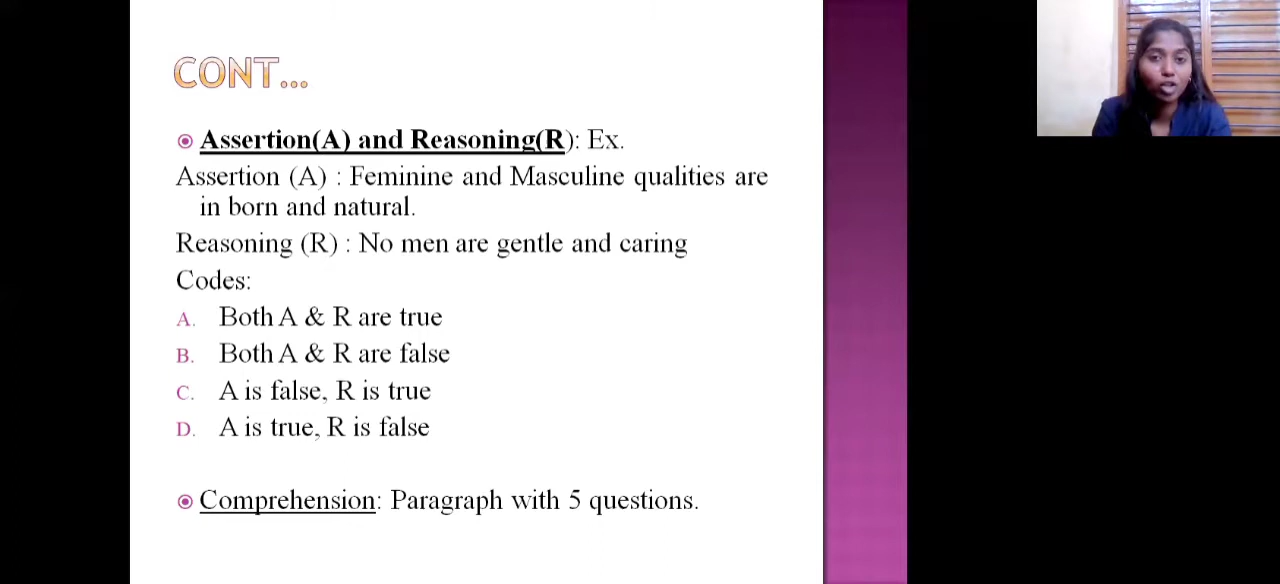 CONT...
Assertion(A) and Reasoning(R): Ex.
Assertion (A) : Feminine and Masculine qualities are
in born and natural.
Reasoning (R) : No men are gentle and caring
Codes:
A. Both A & R are true
B. Both A & R are false
C. A is false, R is true
D. A is true, R is false
Comprehension: Paragraph with 5 questions.